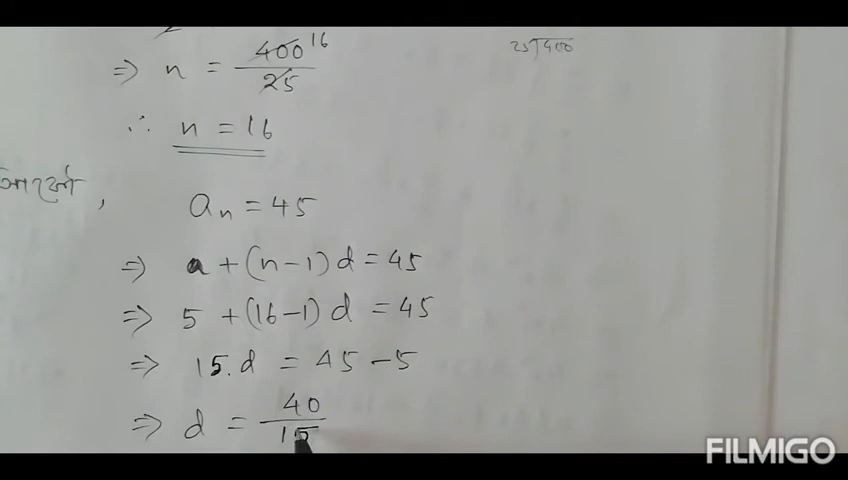 ⇒ n = 400 16 / 25
25)400
∴ n = 16
,
aₙ = 45
⇒ a + (n-1) d = 45
⇒ 5 + (16-1) d = 45
⇒ 15.d = 45 - 5
⇒ d = 40 / 15
FILMIGO